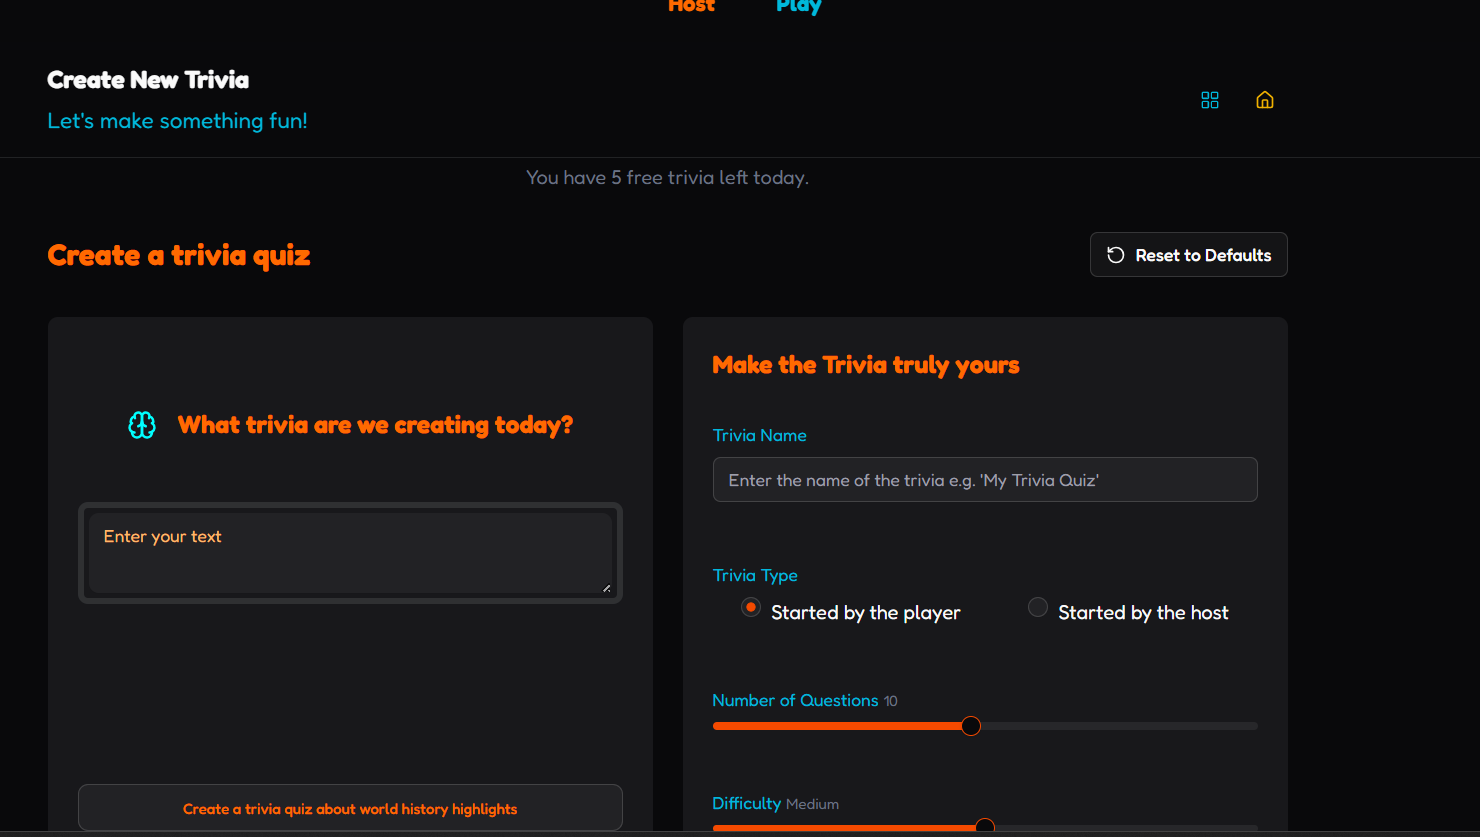 Host Play
Create New Trivia
Let's make something fun!
You have 5 free trivia left today.
Create a trivia quiz
Reset to Defaults
What trivia are we creating today?
Enter your text
Create a trivia quiz about world history highlights
Make the Trivia truly yours
Trivia Name
Enter the name of the trivia e.g. 'My Trivia Quiz'
Trivia Type
Started by the player Started by the host
Number of Questions 10
Difficulty Medium